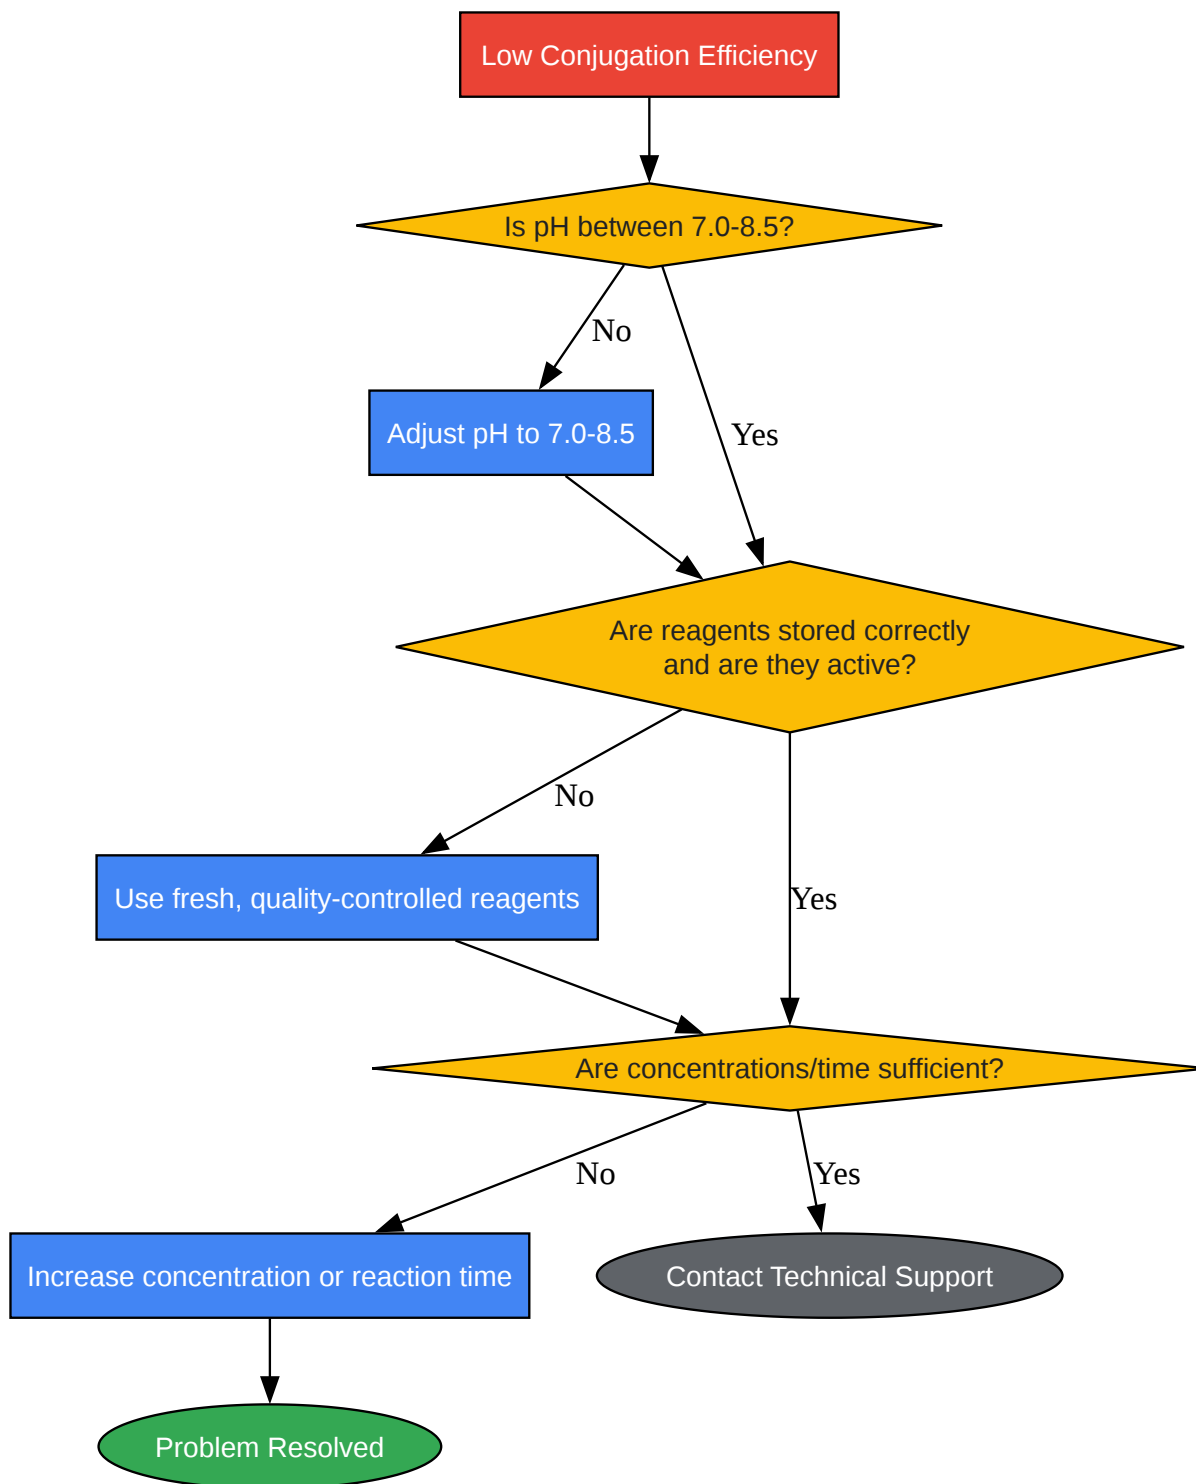 Low Conjugation Efficiency
Is pH between 7.0-8.5?
No
Adjust pH to 7.0-8.5
Yes
Are reagents stored correctly
and are they active?
No
Use fresh, quality-controlled reagents
Yes
Are concentrations/time sufficient?
No
Yes
Increase concentration or reaction time
Contact Technical Support
Problem Resolved